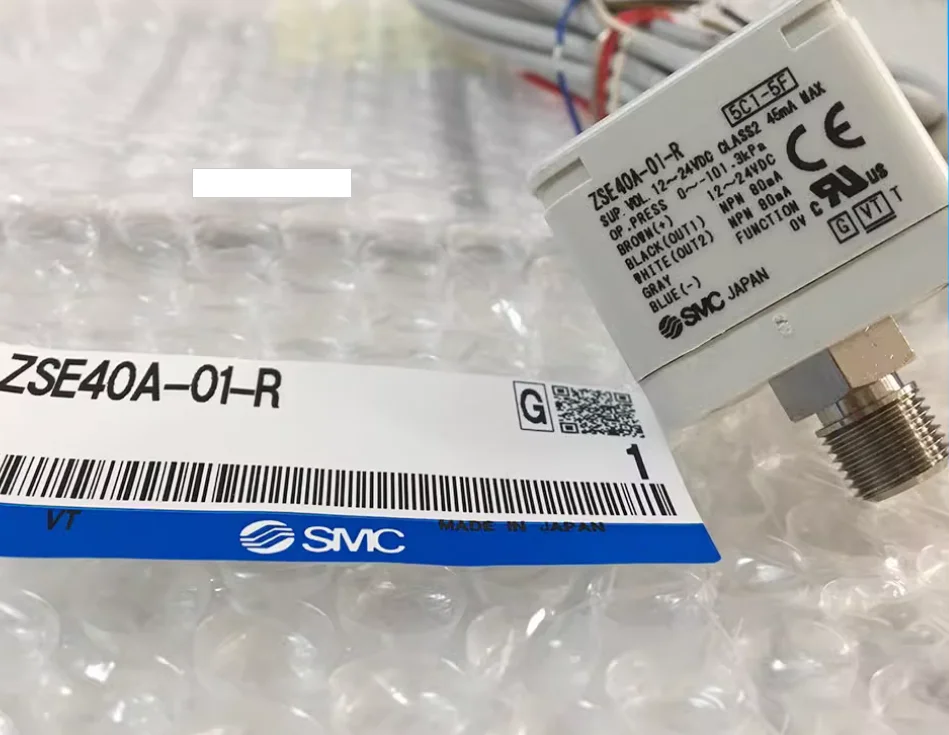 5C1-5F
ZSE40A-01-R
SUP.VOL. 12~24VDC CLASS2 45mA MAX
OP.PRESS 0~-101.3kPa
BROWN(+) 12~24VDC
BLACK(OUT1) NPN 80mA
WHITE(OUT2) NPN 80mA
GRAY FUNCTION
BLUE(-) 0V
CE
c US
G VT T
SMC JAPAN
ZSE40A-01-R
G
1
VT
SMC
MADE IN JAPAN